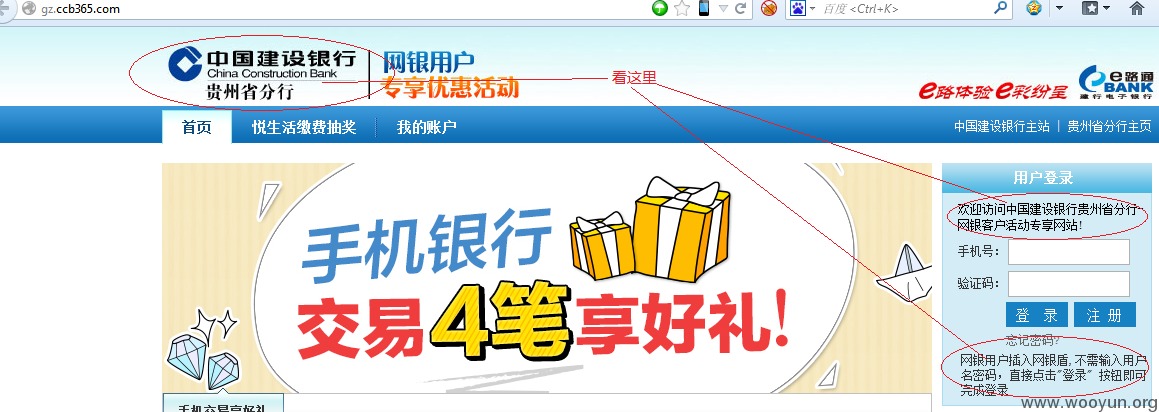 gz.ccb365.com
百度 <Ctrl+K>
中国建设银行
China Construction Bank
贵州省分行
网银用户
专享优惠活动
看这里
e路体验 e彩纷呈
e路通
eBANK
建行电子银行
首页
悦生活缴费抽奖
我的账户
中国建设银行主站 | 贵州省分行主页
手机银行
交易4笔享好礼!
用户登录
欢迎访问中国建设银行贵州省分行
网银客户活动专享网站!
手机号:
验证码:
登 录
注 册
忘记密码?
网银用户插入网银盾,不需输入用户
名密码，直接点击"登录" 按钮即可
完成登录
手机交易享好礼
www.wooyun.org